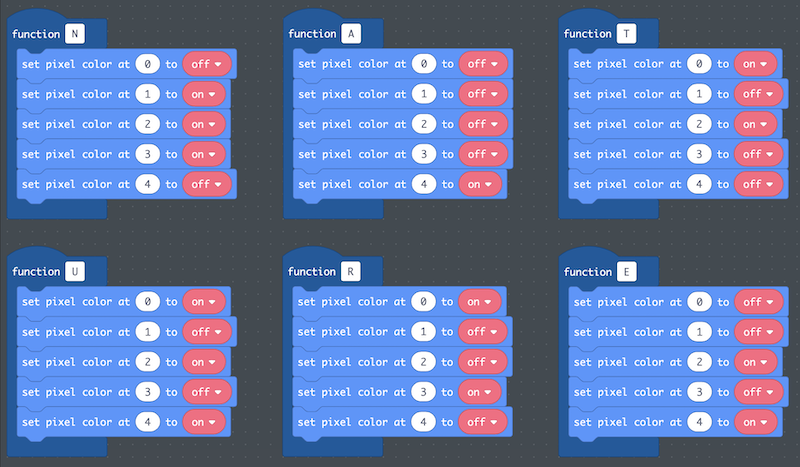 function N
set pixel color at 0 to off
set pixel color at 1 to on
set pixel color at 2 to on
set pixel color at 3 to on
set pixel color at 4 to off
function A
set pixel color at 0 to off
set pixel color at 1 to off
set pixel color at 2 to off
set pixel color at 3 to off
set pixel color at 4 to on
function T
set pixel color at 0 to on
set pixel color at 1 to off
set pixel color at 2 to on
set pixel color at 3 to off
set pixel color at 4 to off
function U
set pixel color at 0 to on
set pixel color at 1 to off
set pixel color at 2 to on
set pixel color at 3 to off
set pixel color at 4 to on
function R
set pixel color at 0 to on
set pixel color at 1 to off
set pixel color at 2 to off
set pixel color at 3 to on
set pixel color at 4 to off
function E
set pixel color at 0 to off
set pixel color at 1 to off
set pixel color at 2 to on
set pixel color at 3 to off
set pixel color at 4 to on